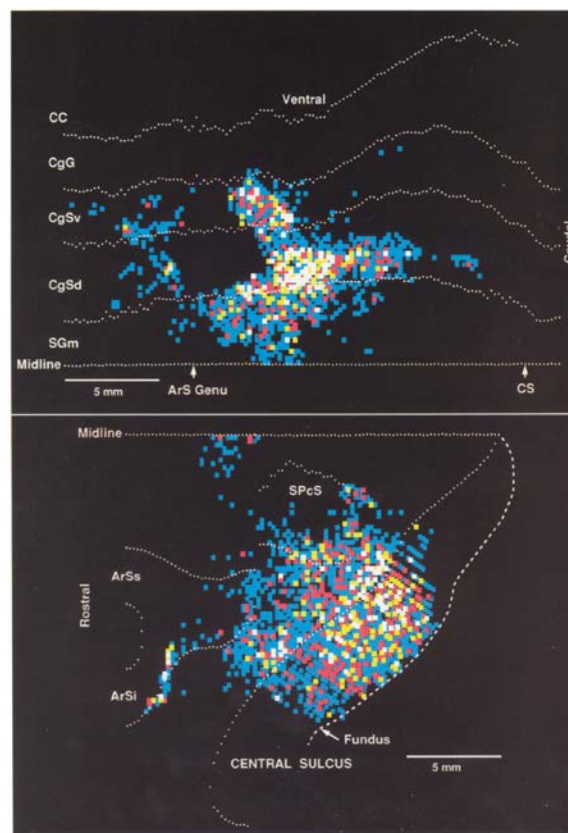 Ventral
CC
CgG
CgSv
Caudal
CgSd
SGm
Midline
5 mm
ArS Genu
CS
Midline
SPcS
ArSs
Rostral
ArSi
Fundus
CENTRAL SULCUS
5 mm